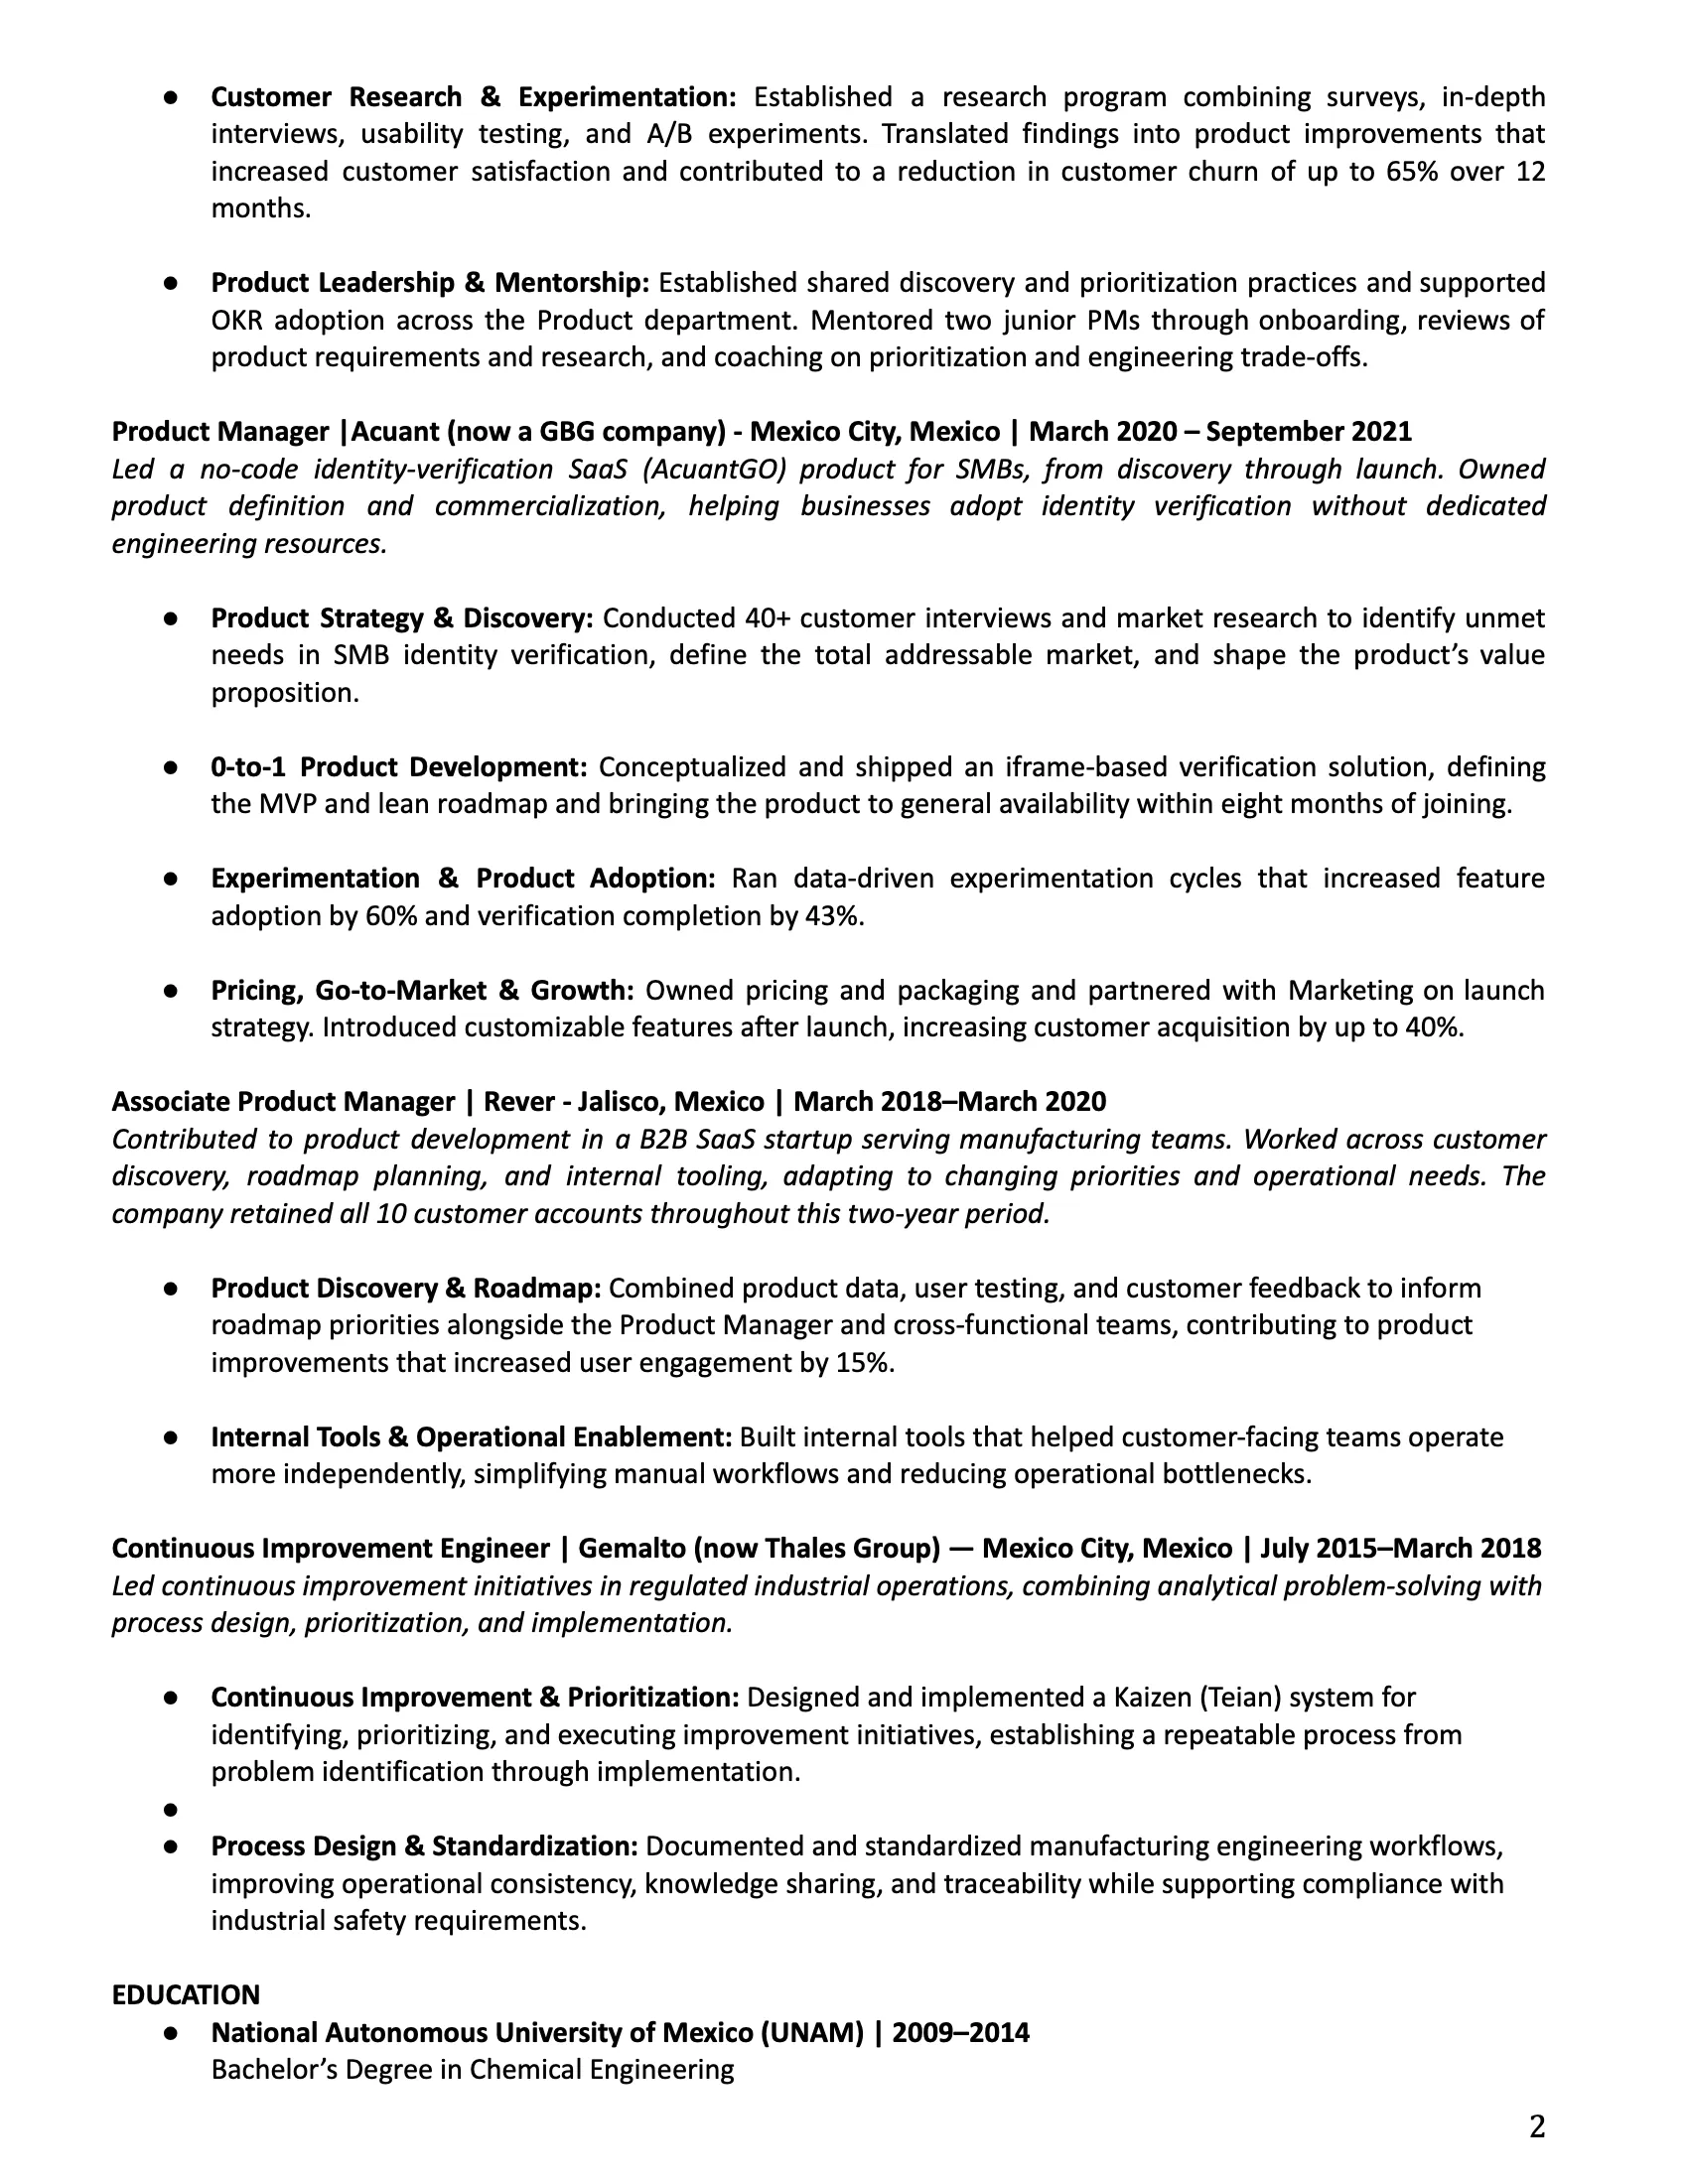 ● Customer Research & Experimentation: Established a research program combining surveys, in-depth
interviews, usability testing, and A/B experiments. Translated findings into product improvements that
increased customer satisfaction and contributed to a reduction in customer churn of up to 65% over 12
months.
● Product Leadership & Mentorship: Established shared discovery and prioritization practices and supported
OKR adoption across the Product department. Mentored two junior PMs through onboarding, reviews of
product requirements and research, and coaching on prioritization and engineering trade-offs.
Product Manager |Acuant (now a GBG company) - Mexico City, Mexico | March 2020 – September 2021
Led a no-code identity-verification SaaS (AcuantGO) product for SMBs, from discovery through launch. Owned
product definition and commercialization, helping businesses adopt identity verification without dedicated
engineering resources.
● Product Strategy & Discovery: Conducted 40+ customer interviews and market research to identify unmet
needs in SMB identity verification, define the total addressable market, and shape the product’s value
proposition.
● 0-to-1 Product Development: Conceptualized and shipped an iframe-based verification solution, defining
the MVP and lean roadmap and bringing the product to general availability within eight months of joining.
● Experimentation & Product Adoption: Ran data-driven experimentation cycles that increased feature
adoption by 60% and verification completion by 43%.
● Pricing, Go-to-Market & Growth: Owned pricing and packaging and partnered with Marketing on launch
strategy. Introduced customizable features after launch, increasing customer acquisition by up to 40%.
Associate Product Manager | Rever - Jalisco, Mexico | March 2018–March 2020
Contributed to product development in a B2B SaaS startup serving manufacturing teams. Worked across customer
discovery, roadmap planning, and internal tooling, adapting to changing priorities and operational needs. The
company retained all 10 customer accounts throughout this two-year period.
● Product Discovery & Roadmap: Combined product data, user testing, and customer feedback to inform
roadmap priorities alongside the Product Manager and cross-functional teams, contributing to product
improvements that increased user engagement by 15%.
● Internal Tools & Operational Enablement: Built internal tools that helped customer-facing teams operate
more independently, simplifying manual workflows and reducing operational bottlenecks.
Continuous Improvement Engineer | Gemalto (now Thales Group) — Mexico City, Mexico | July 2015–March 2018
Led continuous improvement initiatives in regulated industrial operations, combining analytical problem-solving with
process design, prioritization, and implementation.
● Continuous Improvement & Prioritization: Designed and implemented a Kaizen (Teian) system for
identifying, prioritizing, and executing improvement initiatives, establishing a repeatable process from
problem identification through implementation.
●
● Process Design & Standardization: Documented and standardized manufacturing engineering workflows,
improving operational consistency, knowledge sharing, and traceability while supporting compliance with
industrial safety requirements.
EDUCATION
● National Autonomous University of Mexico (UNAM) | 2009–2014
Bachelor’s Degree in Chemical Engineering
2